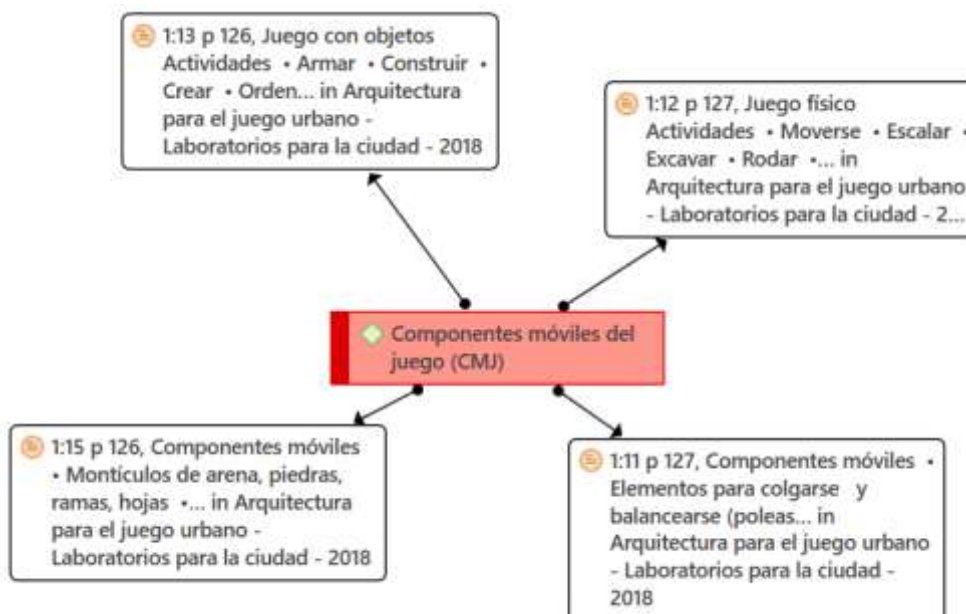 1:13 p 126, Juego con objetos
Actividades • Armar • Construir •
Crear • Orden... in Arquitectura
para el juego urbano -
Laboratorios para la ciudad - 2018
1:12 p 127, Juego físico
Actividades • Moverse • Escalar •
Excavar • Rodar •... in
Arquitectura para el juego urbano
- Laboratorios para la ciudad - 2...
Componentes móviles del
juego (CMJ)
1:15 p 126, Componentes móviles
• Montículos de arena, piedras,
ramas, hojas •... in Arquitectura
para el juego urbano -
Laboratorios para la ciudad - 2018
1:11 p 127, Componentes móviles •
Elementos para colgarse y
balancearse (poleas... in
Arquitectura para el juego urbano
- Laboratorios para la ciudad -
2018